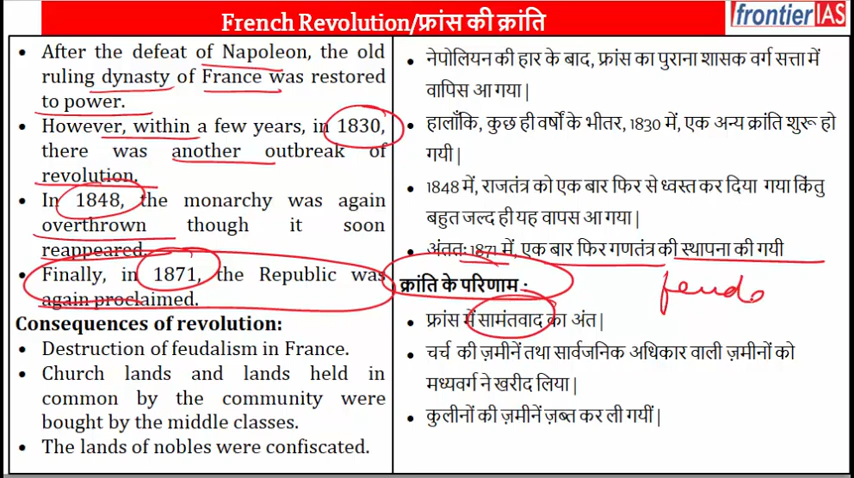 French Revolution/फ्रांस की क्रांति
frontierIAS
• After the defeat of Napoleon, the old
ruling dynasty of France was restored
to power.
• However, within a few years, in 1830,
there was another outbreak of
revolution.
• In 1848, the monarchy was again
overthrown though it soon
reappeared.
• Finally, in 1871, the Republic was
again proclaimed.
Consequences of revolution:
• Destruction of feudalism in France.
• Church lands and lands held in
common by the community were
bought by the middle classes.
• The lands of nobles were confiscated.
• नेपोलियन की हार के बाद, फ्रांस का पुराना शासक वर्ग सत्ता में
वापिस आ गया|
• हालाँकि, कुछ ही वर्षों के भीतर, 1830 में, एक अन्य क्रांति शुरू हो
गयी|
• 1848 में, राजतंत्र को एक बार फिर से ध्वस्त कर दिया गया किंतु
बहुत जल्द ही यह वापस आ गया|
• अंततः 1871 में, एक बार फिर गणतंत्र की स्थापना की गयी
क्रांति के परिणाम :
feudo
• फ्रांस में सामंतवाद का अंत|
• चर्च की ज़मीनें तथा सार्वजनिक अधिकार वाली ज़मीनों को
मध्यवर्ग ने खरीद लिया|
• कुलीनों की ज़मीनें ज़ब्त कर ली गयीं|